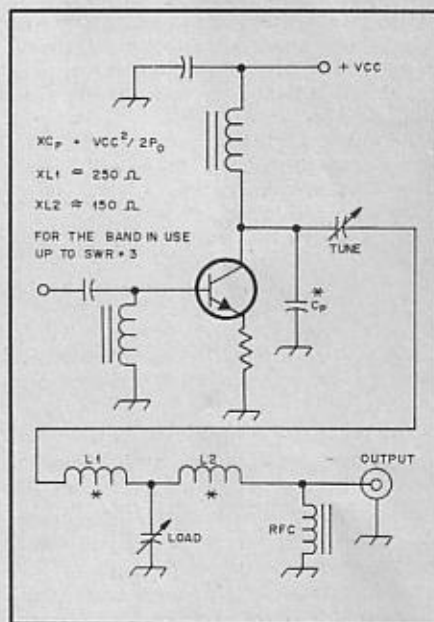 + VCC
XCP + VCC²/2PO
XL1 ≈ 250 Ω
XL2 ≈ 150 Ω
FOR THE BAND IN USE
UP TO SWR + 3
TUNE
*
CP
L1
L2
OUTPUT
*
*
LOAD
RFC